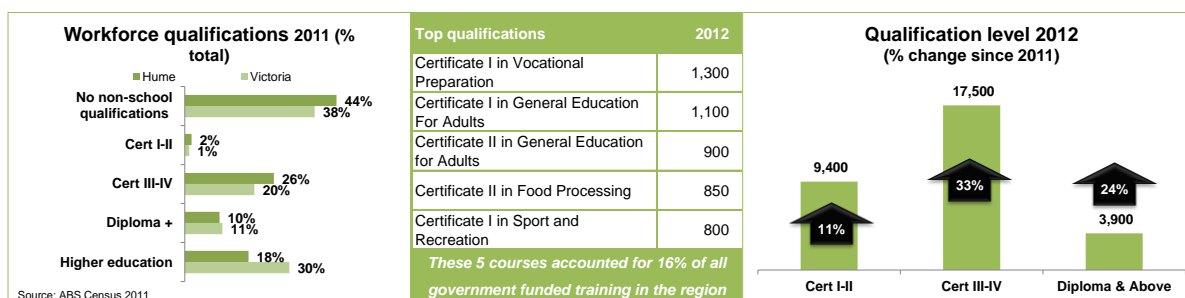 Workforce qualifications 2011 (%
total)
Hume
Victoria
No non-school
qualifications
44%
38%
Cert I-II
2%
1%
Cert III-IV
26%
20%
Diploma +
10%
11%
Higher education
18%
30%
Source: ABS Census 2011
Top qualifications 2012
Certificate I in Vocational
Preparation
1,300
Certificate I in General Education
For Adults
1,100
Certificate II in General Education
for Adults
900
Certificate II in Food Processing 850
Certificate I in Sport and
Recreation
800
These 5 courses accounted for 16% of all
government funded training in the region
Qualification level 2012
(% change since 2011)
9,400
11%
Cert I-II
17,500
33%
Cert III-IV
24%
3,900
Diploma & Above